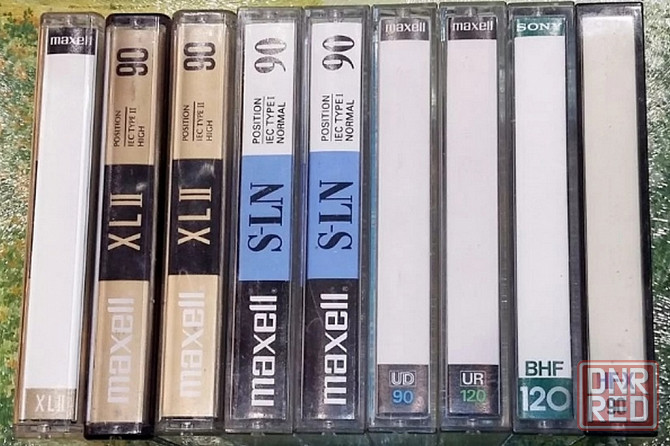 maxell
XLII
90
POSITION
IEC TYPE II
HIGH
XLII
maxell
90
POSITION
IEC TYPE II
HIGH
XLII
maxell
90
POSITION
IEC TYPE I
NORMAL
S-LN
maxell
90
POSITION
IEC TYPE I
NORMAL
S-LN
maxell
maxell
UD
90
maxell
UR
120
SONY
BHF
120
90
DNR
RED